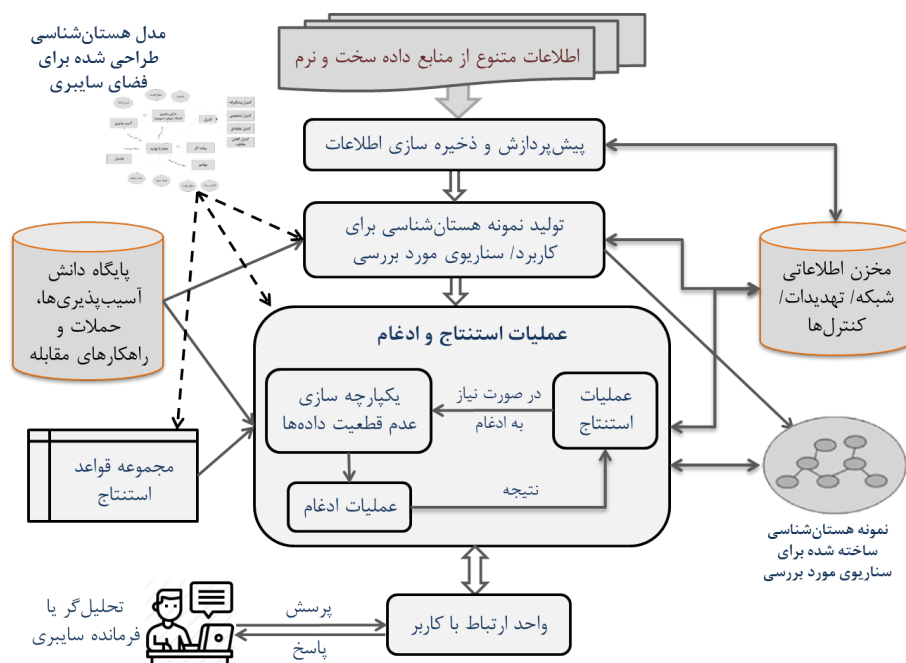 مدل هستان‌شناسی
طراحی شده برای
فضای سایبری
اطلاعات متنوع از منابع داده سخت و نرم
پیش‌پردازش و ذخیره سازی اطلاعات
تولید نمونه هستان‌شناسی برای
کاربرد/ سناریوی مورد بررسی
مخزن اطلاعاتی
شبکه/ تهدیدات/
کنترل‌ها
پایگاه دانش
آسیب‌پذیری‌ها،
حملات و
راهکارهای مقابله
عملیات استنتاج و ادغام
عملیات
استنتاج
در صورت نیاز
به ادغام
یکپارچه سازی
عدم قطعیت داده‌ها
عملیات ادغام
نتیجه
مجموعه قواعد
استنتاج
نمونه هستان‌شناسی
ساخته شده برای
سناریوی مورد بررسی
واحد ارتباط با کاربر
پرسش
پاسخ
تحلیل‌گر یا
فرمانده سایبری